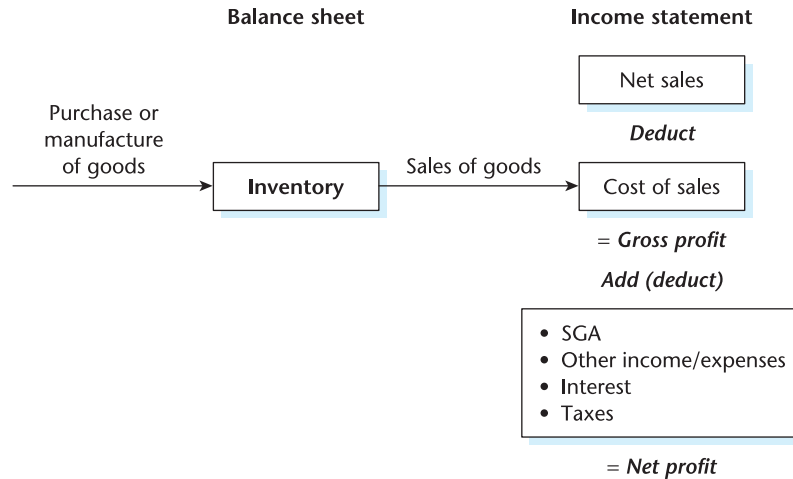 Balance sheet
Income statement
Net sales
Purchase or
manufacture
of goods
Deduct
Inventory
Sales of goods
Cost of sales
= Gross profit
Add (deduct)
• SGA
• Other income/expenses
• Interest
• Taxes
= Net profit